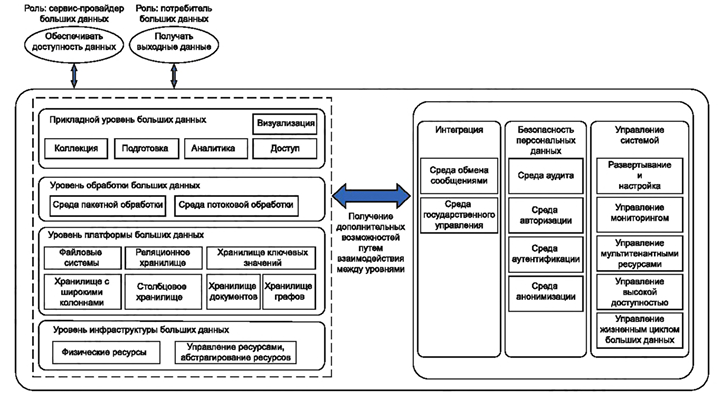 Роль: сервис-провайдер
больших данных
Обеспечивать
доступность данных
Роль: потребитель
больших данных
Получать
выходные данные
Прикладной уровень больших данных
Визуализация
Коллекция
Подготовка
Аналитика
Доступ
Уровень обработки больших данных
Среда пакетной обработки
Среда потоковой обработки
Уровень платформы больших данных
Файловые
системы
Реляционное
хранилище
Хранилище ключевых
значений
Хранилище с
широкими
колоннами
Столбцовое
хранилище
Хранилище
документов
Хранилище
графов
Уровень инфраструктуры больших данных
Физические ресурсы
Управление ресурсами,
абстрагирование ресурсов
Получение
дополнительных
возможностей
путем
взаимодействия
между уровнями
Интеграция
Среда обмена
сообщениями
Среда
государственного
управления
Безопасность
персональных
данных
Среда аудита
Среда
авторизации
Среда
аутентификации
Среда
анонимизации
Управление
системой
Развертывание
и
настройка
Управление
мониторингом
Управление
мультитенантными
ресурсами
Управление
высокой
доступностью
Управление
жизненным циклом
больших данных